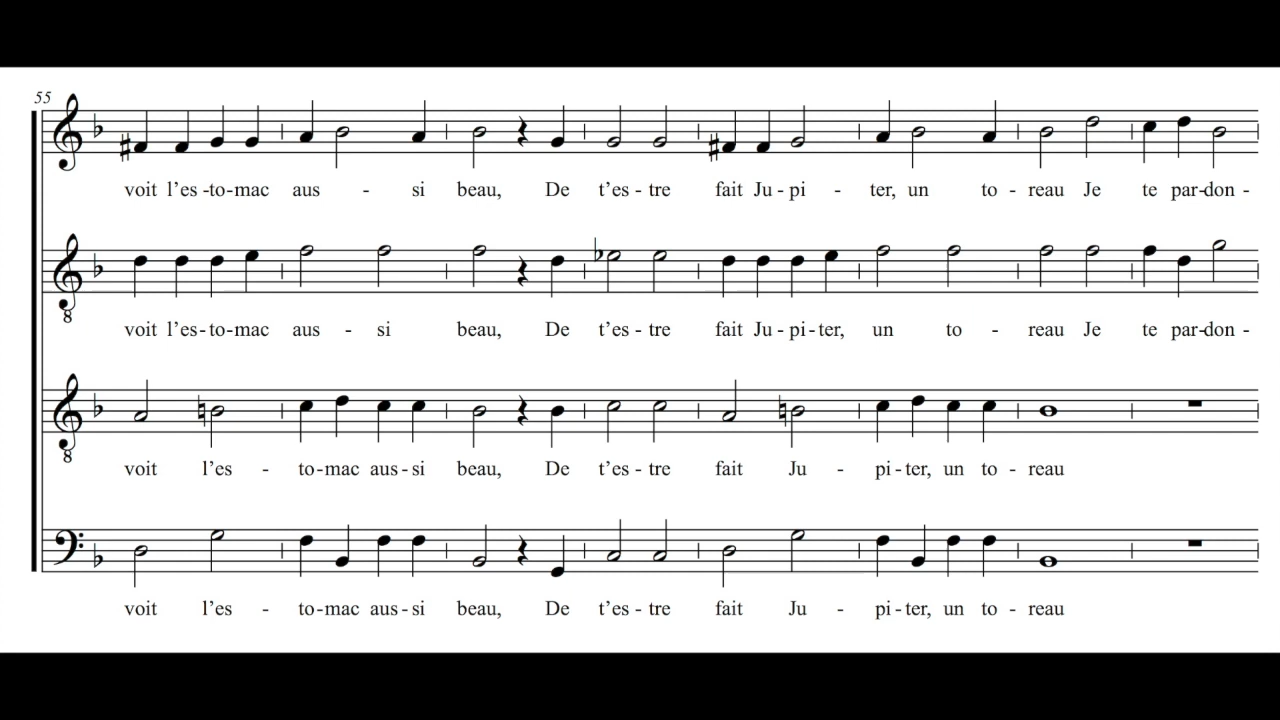 55
voit l'es-to-mac aus - si beau, De t'es-tre fait Ju-pi - ter, un to - reau Je te par-don -
8
voit l'es-to-mac aus - si beau, De t'es-tre fait Ju-pi-ter, un to - reau Je te par-don -
8
voit l'es - to-mac aus-si beau, De t'es-tre fait Ju - pi-ter, un to - reau
voit l'es - to-mac aus-si beau, De t'es-tre fait Ju - pi-ter, un to - reau